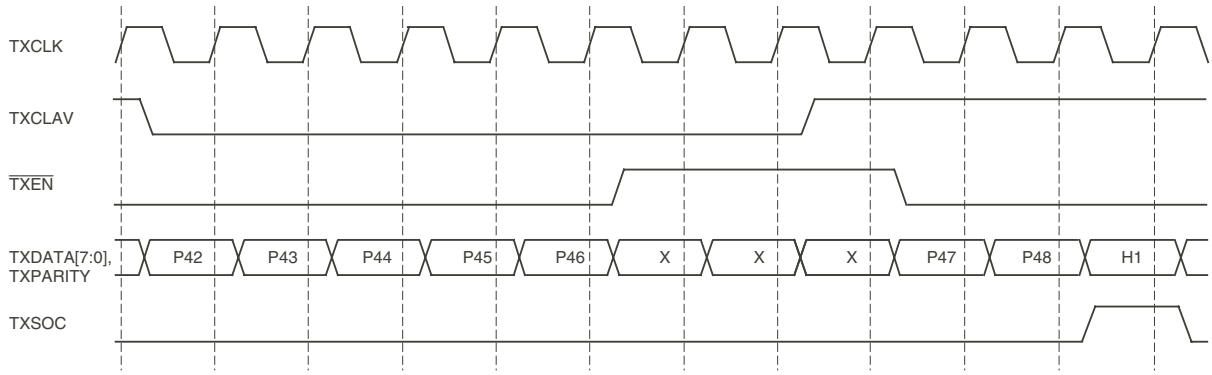 TXCLK
TXCLAV
TXEN
TXDATA[7:0],
TXPARITY
P42 P43 P44 P45 P46 X X X P47 P48 H1
TXSOC